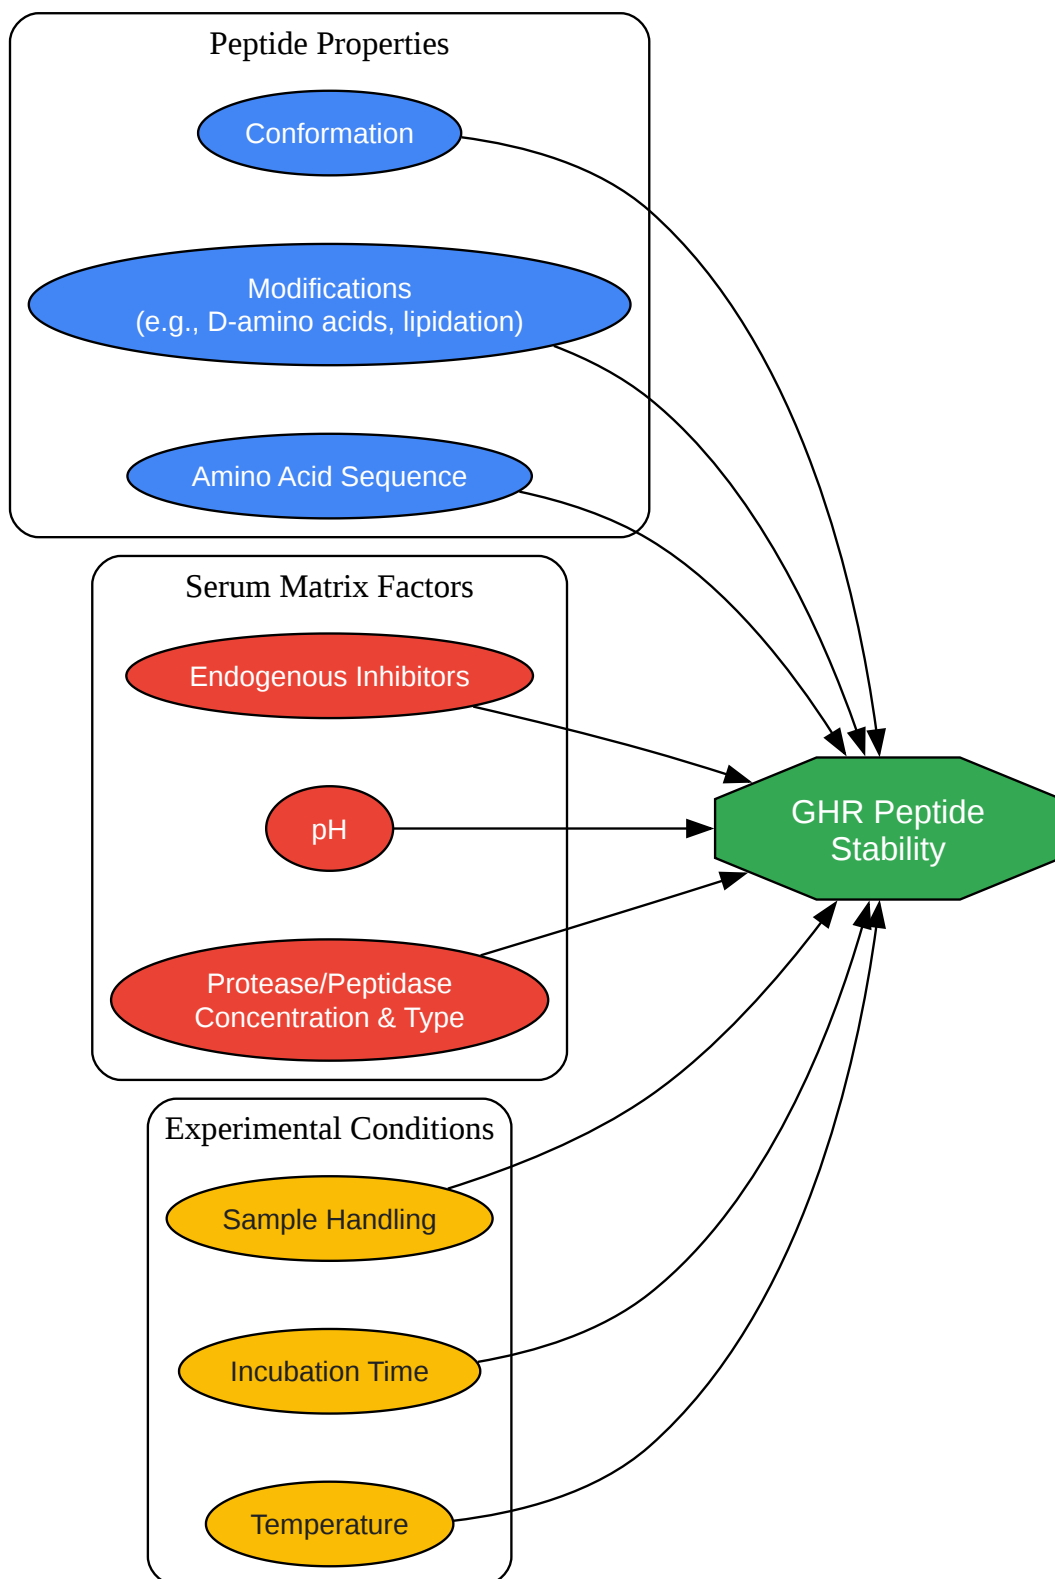 Peptide Properties
Conformation
Modifications
(e.g., D-amino acids, lipidation)
Amino Acid Sequence
Serum Matrix Factors
Endogenous Inhibitors
pH
Protease/Peptidase
Concentration & Type
GHR Peptide
Stability
Experimental Conditions
Sample Handling
Incubation Time
Temperature